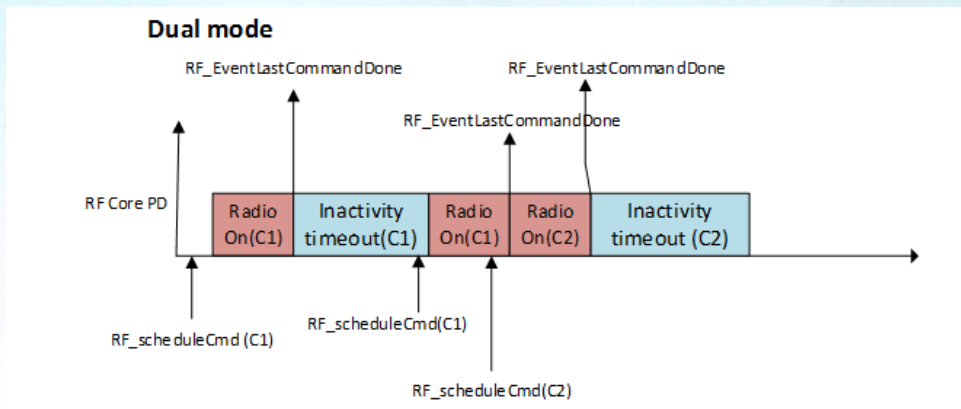 Dual mode
RF_EventLastCommandDone
RF_EventLastCommandDone
RF_EventLastCommandDone
RF Core PD
Radio
On(C1)
Inactivity
timeout(C1)
Radio
On(C1)
Radio
On(C2)
Inactivity
timeout (C2)
RF_scheduleCmd (C1)
RF_scheduleCmd(C1)
RF_scheduleCmd(C2)